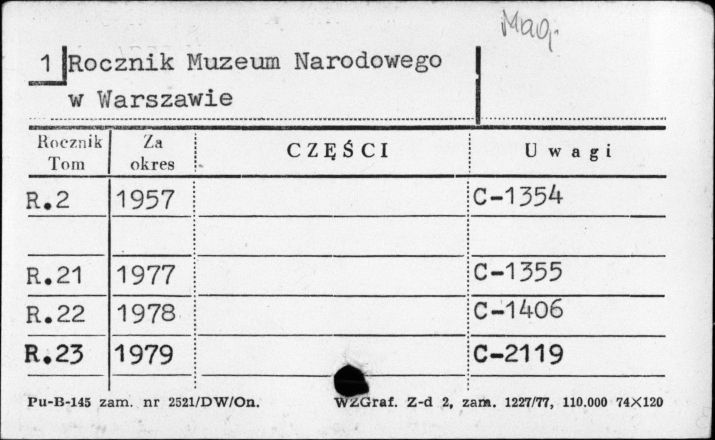 Mag.
1 Rocznik Muzeum Narodowego
w Warszawie
Rocznik Tom Za okres CZĘŚCI Uwagi
R.2 1957 C-1354
R.21 1977 C-1355
R.22 1978 C-1406
R.23 1979 C-2119
Pu-B-145 zam. nr 2521/DW/On. WZGraf. Z-d 2, zam. 1227/77, 110.000 74×120